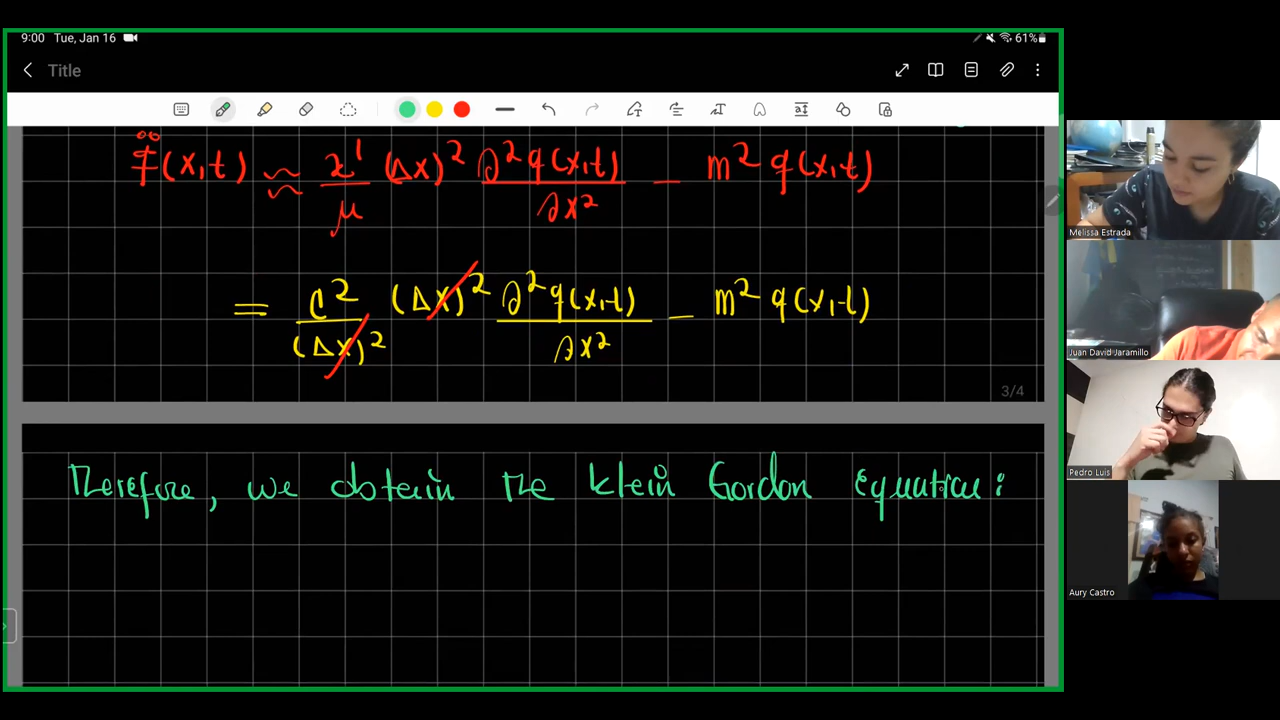 9:00 Tue, Jan 16
61%
Title
q̈(x,t) ≈ λ'/μ (Δx)² ∂²q(x,t)/∂x² - m² q(x,t)
= c²/(Δx)² (Δx)² ∂²q(x,t)/∂x² - m² q(x,t)
3/4
Therefore, we obtain the Klein Gordon Equation:
Melissa Estrada
Juan David Jaramillo
Pedro Luis
Aury Castro